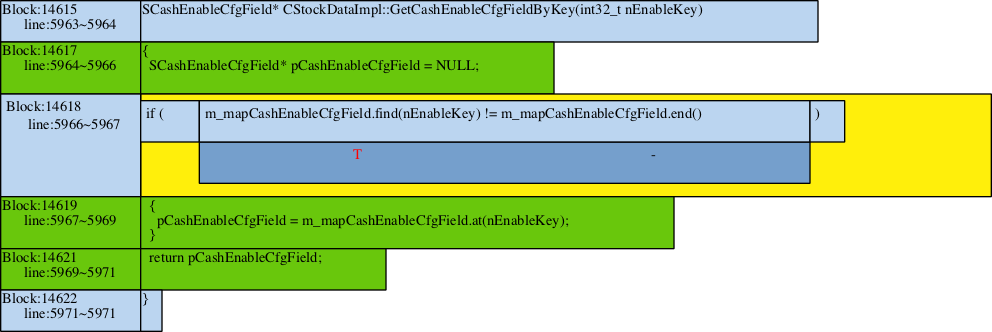 Block:14615 SCashEnableCfgField* CStockDataImpl::GetCashEnableCfgFieldByKey(int32_t nEnableKey)
line:5963~5964
Block:14617 {
line:5964~5966 SCashEnableCfgField* pCashEnableCfgField = NULL;
Block:14618 if ( m_mapCashEnableCfgField.find(nEnableKey) != m_mapCashEnableCfgField.end() )
line:5966~5967
T -
Block:14619 {
line:5967~5969 pCashEnableCfgField = m_mapCashEnableCfgField.at(nEnableKey);
}
Block:14621 return pCashEnableCfgField;
line:5969~5971
Block:14622 }
line:5971~5971